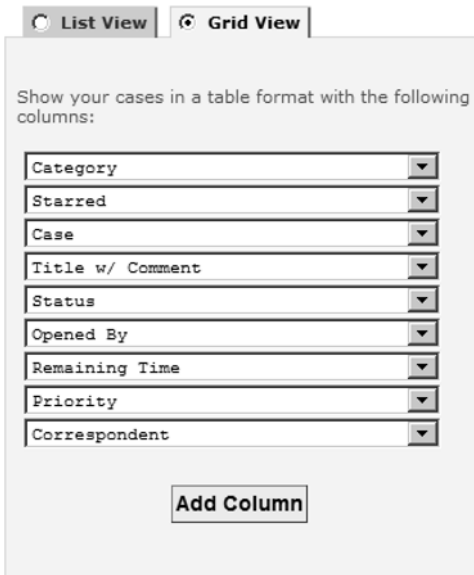 List View Grid View
Show your cases in a table format with the following
columns:
Category
Starred
Case
Title w/ Comment
Status
Opened By
Remaining Time
Priority
Correspondent
Add Column